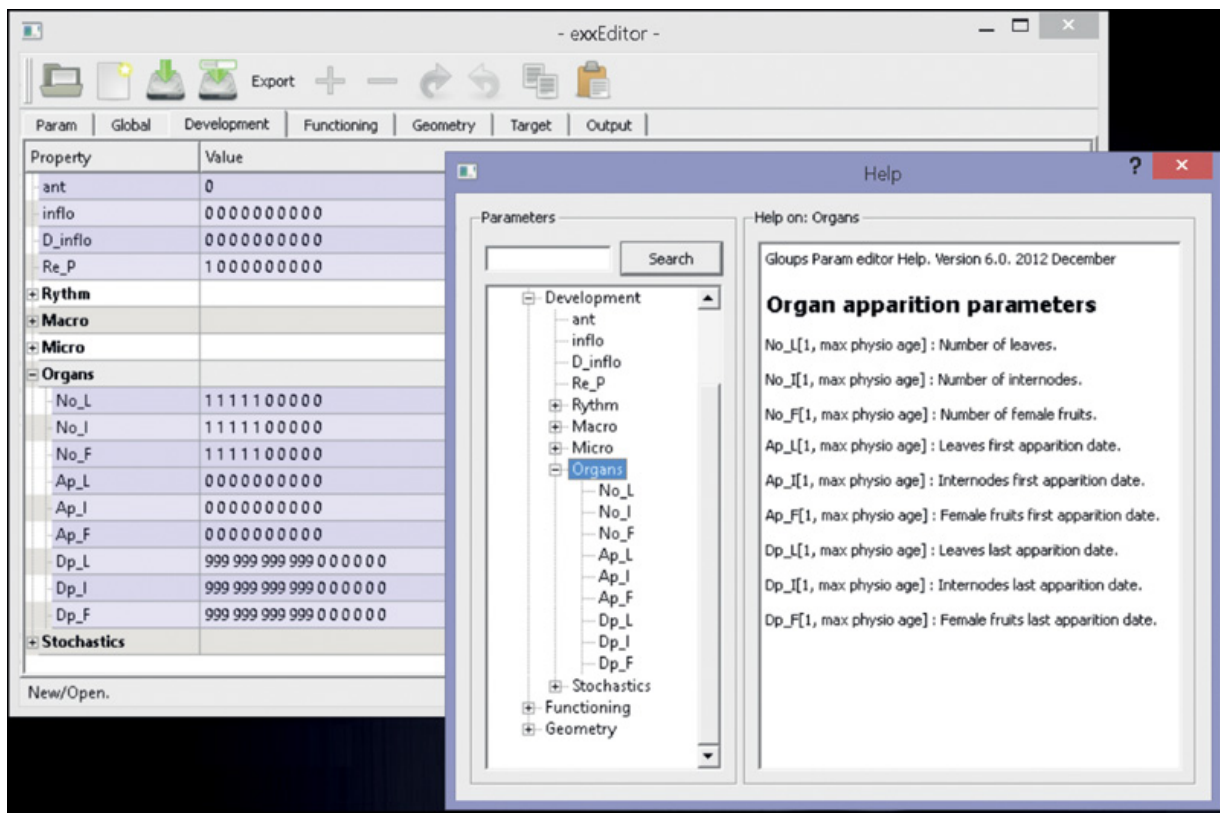 - exxEditor -
Export
Param Global Development Functioning Geometry Target Output
Property Value
ant 0
inflo 0 0 0 0 0 0 0 0 0 0
D_inflo 0 0 0 0 0 0 0 0 0 0
Re_P 1 0 0 0 0 0 0 0 0 0
Rythm
Macro
Micro
Organs
No_L 1 1 1 1 1 0 0 0 0 0
No_I 1 1 1 1 1 0 0 0 0 0
No_F 1 1 1 1 1 0 0 0 0 0
Ap_L 0 0 0 0 0 0 0 0 0 0
Ap_I 0 0 0 0 0 0 0 0 0 0
Ap_F 0 0 0 0 0 0 0 0 0 0
Dp_L 999 999 999 999 0 0 0 0 0 0
Dp_I 999 999 999 999 0 0 0 0 0 0
Dp_F 999 999 999 999 0 0 0 0 0 0
Stochastics
New/Open.
Help
?
Parameters
Search
Development
ant
inflo
D_inflo
Re_P
Rythm
Macro
Micro
Organs
No_L
No_I
No_F
Ap_L
Ap_I
Ap_F
Dp_L
Dp_I
Dp_F
Stochastics
Functioning
Geometry
Help on: Organs
Gloups Param editor Help. Version 6.0. 2012 December
Organ apparition parameters
No_L[1, max physio age] : Number of leaves.
No_I[1, max physio age] : Number of internodes.
No_F[1, max physio age] : Number of female fruits.
Ap_L[1, max physio age] : Leaves first apparition date.
Ap_I[1, max physio age] : Internodes first apparition date.
Ap_F[1, max physio age] : Female fruits first apparition date.
Dp_L[1, max physio age] : Leaves last apparition date.
Dp_I[1, max physio age] : Internodes last apparition date.
Dp_F[1, max physio age] : Female fruits last apparition date.